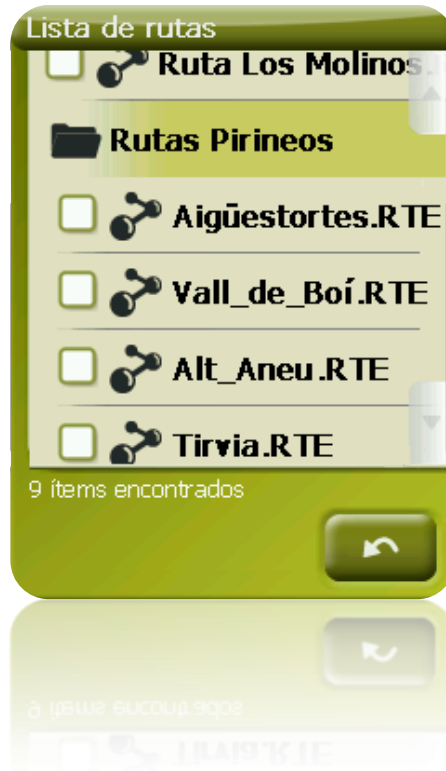 Lista de rutas
Ruta Los Molinos.
Rutas Pirineos
Aigüestortes.RTE
Vall_de_Boí.RTE
Alt_Aneu.RTE
Tirvia.RTE
9 ítems encontrados